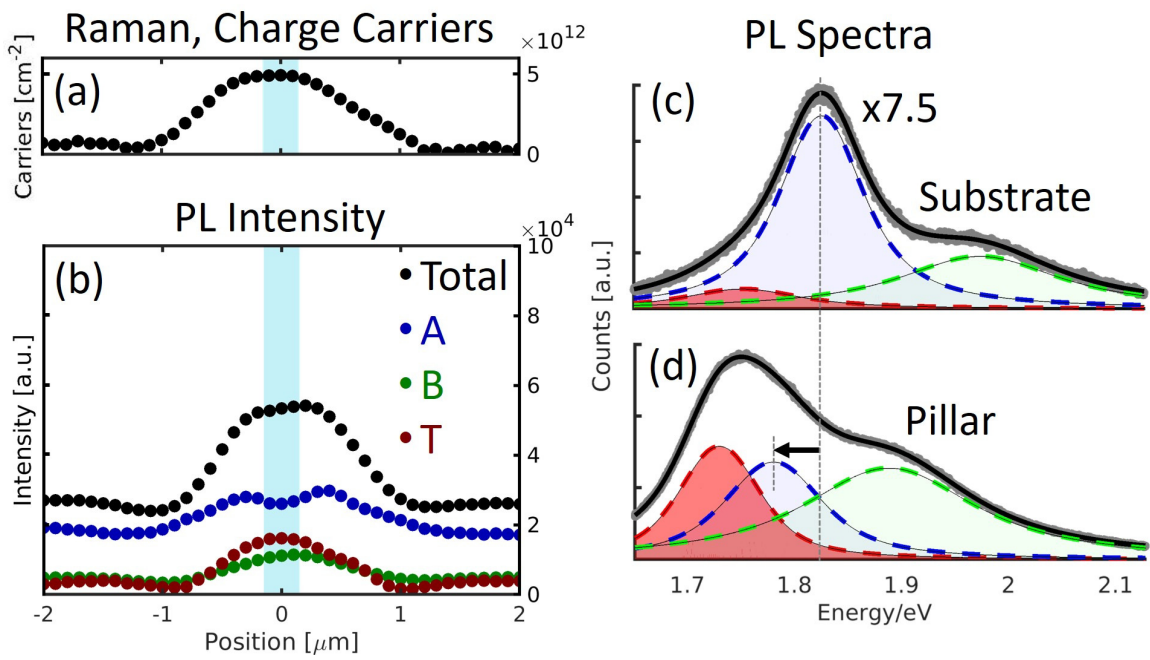 Raman, Charge Carriers
×10¹²
(a)
Carriers [cm⁻²]
5
0
PL Intensity
×10⁴
(b)
Total
A
B
T
Intensity [a.u.]
10
8
6
4
2
0
-2 -1 0 1 2
Position [μm]
PL Spectra
(c)
x7.5
Substrate
Counts [a.u.]
(d)
Pillar
1.7 1.8 1.9 2 2.1
Energy/eV